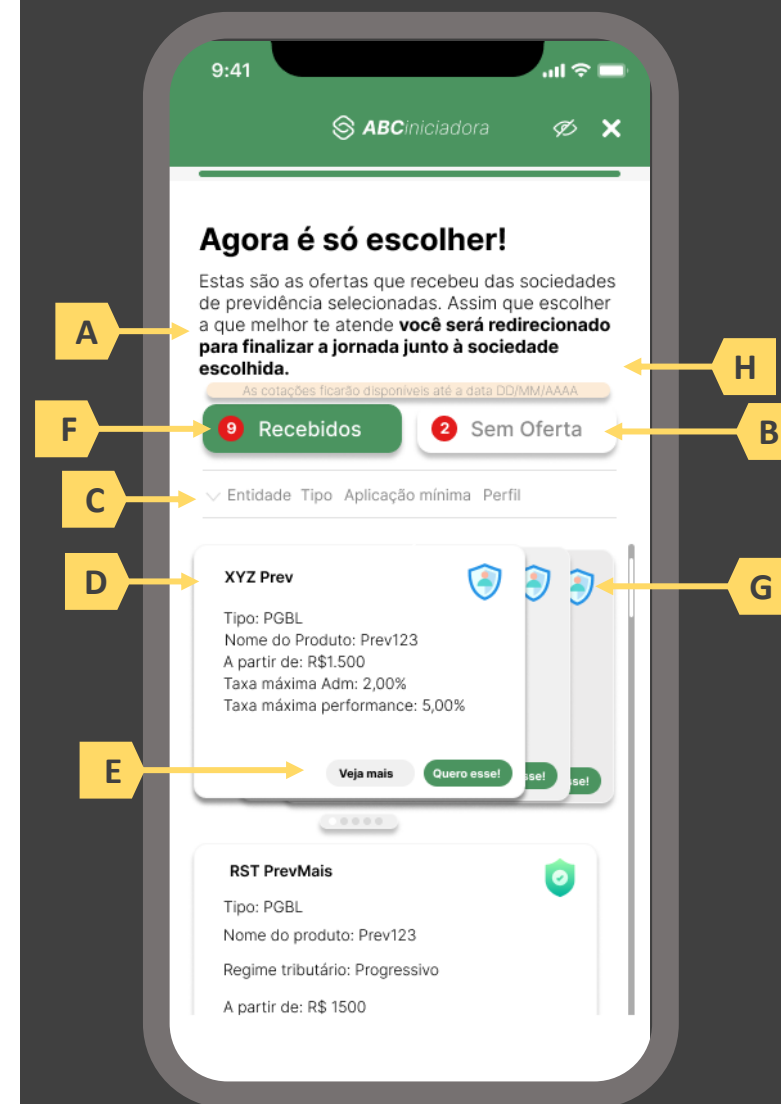 9:41
ABCiniciadora
Agora é só escolher!
Estas são as ofertas que recebeu das sociedades
de previdência selecionadas. Assim que escolher
a que melhor te atende você será redirecionado
para finalizar a jornada junto à sociedade
escolhida.
As cotações ficarão disponíveis até a data DD/MM/AAAA
9 Recebidos
2 Sem Oferta
Entidade Tipo Aplicação mínima Perfil
XYZ Prev
Tipo: PGBL
Nome do Produto: Prev123
A partir de: R$1.500
Taxa máxima Adm: 2,00%
Taxa máxima performance: 5,00%
Veja mais
Quero esse!
sse!
se!
RST PrevMais
Tipo: PGBL
Nome do produto: Prev123
Regime tributário: Progressivo
A partir de: R$ 1500
A
H
F
B
C
D
G
E